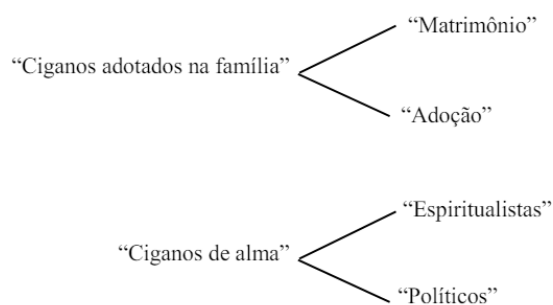 “Matrimônio”
“Ciganos adotados na família”
“Adoção”
“Espiritualistas”
“Ciganos de alma”
“Políticos”